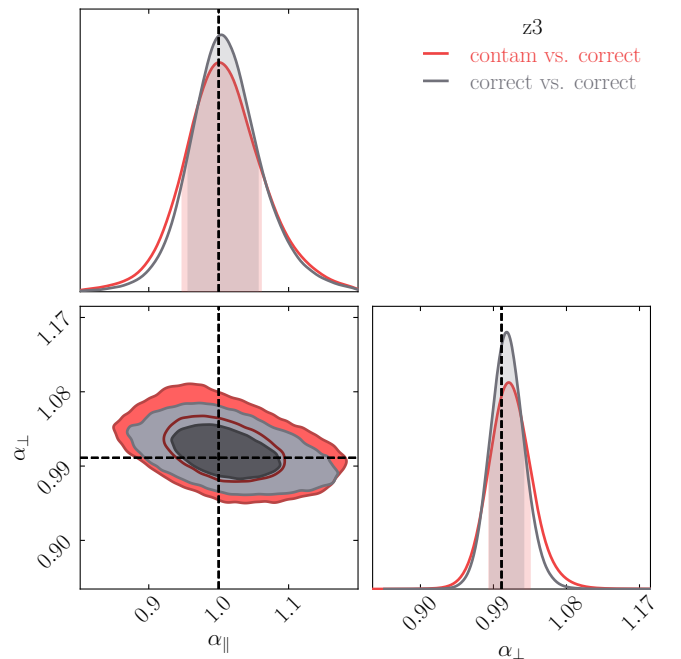 z3
contam vs. correct
correct vs. correct
1.17
1.08
0.99
0.90
α⊥
0.9
1.0
1.1
α∥
0.90
0.99
1.08
1.17
α⊥